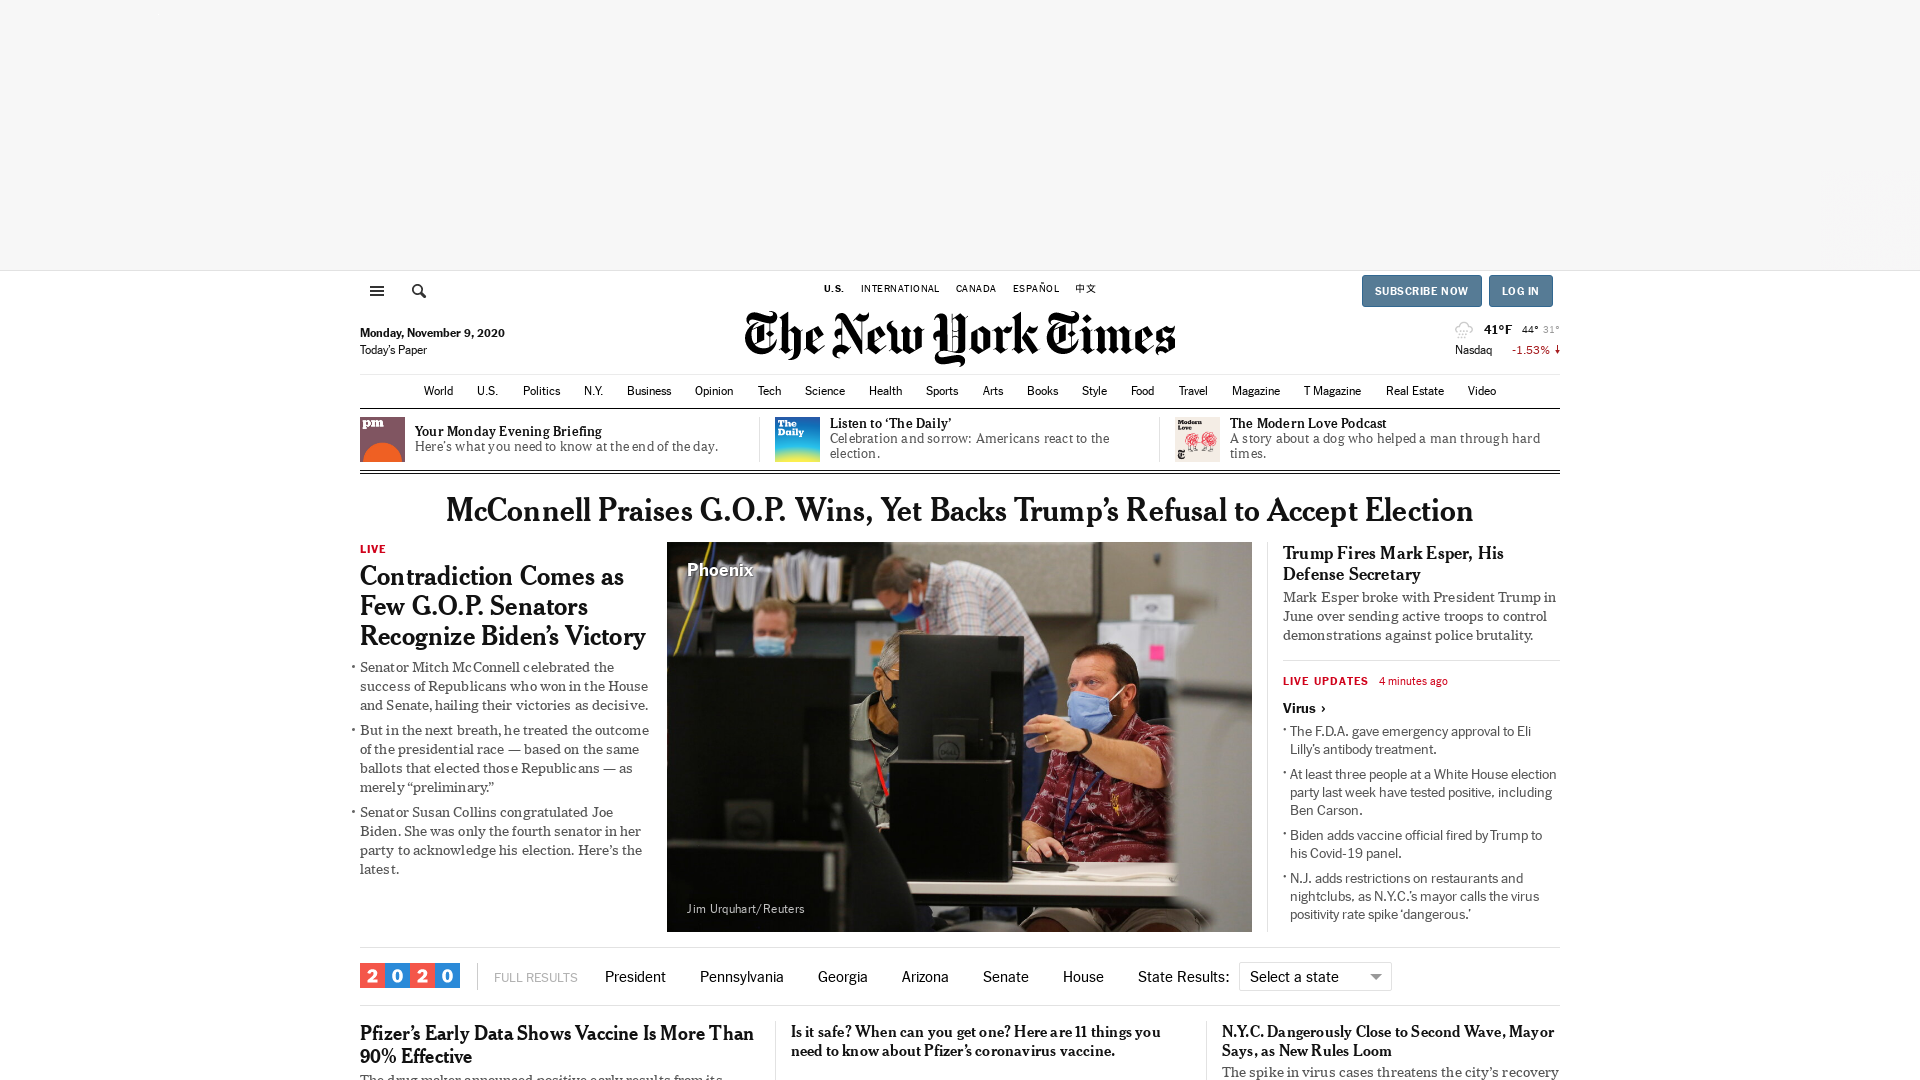 U.S. INTERNATIONAL CANADA ESPAÑOL 中文
SUBSCRIBE NOW LOG IN
Monday, November 9, 2020
Today's Paper
The New York Times
41°F 44° 31°
Nasdaq -1.53% ↓
World U.S. Politics N.Y. Business Opinion Tech Science Health Sports Arts Books Style Food Travel Magazine T Magazine Real Estate Video
pm
Your Monday Evening Briefing
Here's what you need to know at the end of the day.
The
Daily
Listen to ‘The Daily’
Celebration and sorrow: Americans react to the
election.
Modern
Love
The Modern Love Podcast
A story about a dog who helped a man through hard
times.
McConnell Praises G.O.P. Wins, Yet Backs Trump’s Refusal to Accept Election
LIVE
Contradiction Comes as
Few G.O.P. Senators
Recognize Biden’s Victory
• Senator Mitch McConnell celebrated the
success of Republicans who won in the House
and Senate, hailing their victories as decisive.
• But in the next breath, he treated the outcome
of the presidential race — based on the same
ballots that elected those Republicans — as
merely “preliminary.”
• Senator Susan Collins congratulated Joe
Biden. She was only the fourth senator in her
party to acknowledge his election. Here’s the
latest.
Phoenix
DELL
Jim Urquhart/Reuters
Trump Fires Mark Esper, His
Defense Secretary
Mark Esper broke with President Trump in
June over sending active troops to control
demonstrations against police brutality.
LIVE UPDATES 4 minutes ago
Virus ›
• The F.D.A. gave emergency approval to Eli
Lilly’s antibody treatment.
• At least three people at a White House election
party last week have tested positive, including
Ben Carson.
• Biden adds vaccine official fired by Trump to
his Covid-19 panel.
• N.J. adds restrictions on restaurants and
nightclubs, as N.Y.C.’s mayor calls the virus
positivity rate spike ‘dangerous.’
2020 FULL RESULTS President Pennsylvania Georgia Arizona Senate House State Results: Select a state
Pfizer’s Early Data Shows Vaccine Is More Than
90% Effective
The drug maker announced positive early results from its
Is it safe? When can you get one? Here are 11 things you
need to know about Pfizer’s coronavirus vaccine.
N.Y.C. Dangerously Close to Second Wave, Mayor
Says, as New Rules Loom
The spike in virus cases threatens the city’s recovery